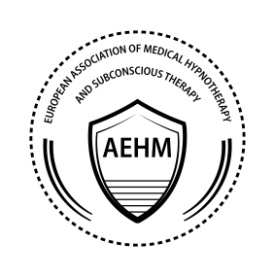 EUROPEAN ASSOCIATION OF MEDICAL HYPNOTHERAPY
AND SUBCONSCIOUS THERAPY
AEHM